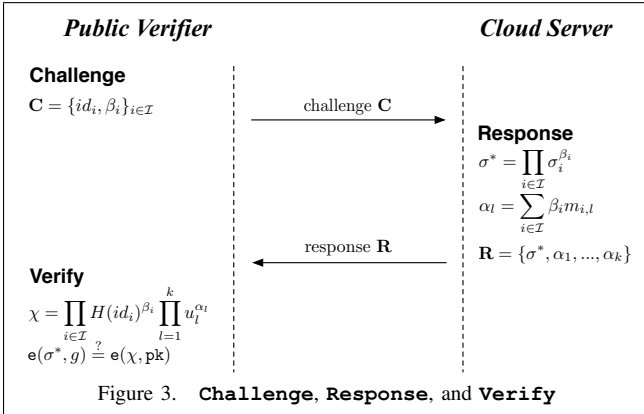 Public Verifier
Cloud Server
Challenge
C = {id_i, β_i}_{i∈I}
challenge C
Response
σ* = ∏_{i∈I} σ_i^{β_i}
α_l = ∑_{i∈I} β_i m_{i,l}
R = {σ*, α_1, ..., α_k}
response R
Verify
χ = ∏_{i∈I} H(id_i)^{β_i} ∏_{l=1}^{k} u_l^{α_l}
e(σ*, g) ≟ e(χ, pk)
Figure 3. Challenge, Response, and Verify